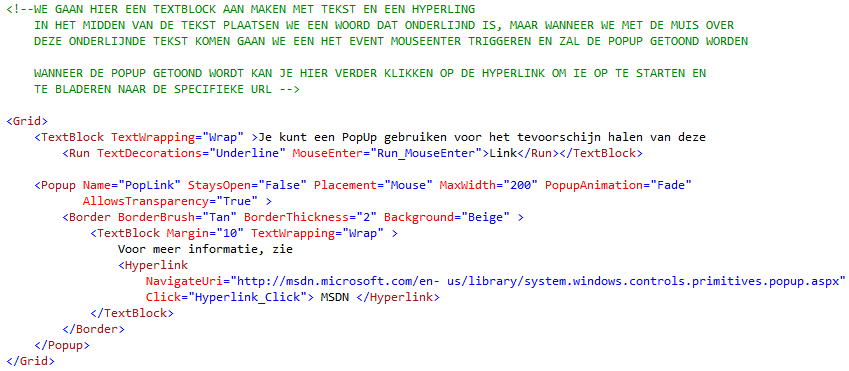 <!--WE GAAN HIER EEN TEXTBLOCK AAN MAKEN MET TEKST EN EEN HYPERLING
IN HET MIDDEN VAN DE TEKST PLAATSEN WE EEN WOORD DAT ONDERLIJND IS, MAAR WANNEER WE MET DE MUIS OVER
DEZE ONDERLIJNDE TEKST KOMEN GAAN WE EEN HET EVENT MOUSEENTER TRIGGEREN EN ZAL DE POPUP GETOOND WORDEN
WANNEER DE POPUP GETOOND WORDT KAN JE HIER VERDER KLIKKEN OP DE HYPERLINK OM IE OP TE STARTEN EN
TE BLADEREN NAAR DE SPECIFIEKE URL -->
<Grid>
<TextBlock TextWrapping="Wrap" >Je kunt een PopUp gebruiken voor het tevoorschijn halen van deze
<Run TextDecorations="Underline" MouseEnter="Run_MouseEnter">Link</Run></TextBlock>
<Popup Name="PopLink" StaysOpen="False" Placement="Mouse" MaxWidth="200" PopupAnimation="Fade"
AllowsTransparency="True" >
<Border BorderBrush="Tan" BorderThickness="2" Background="Beige" >
<TextBlock Margin="10" TextWrapping="Wrap" >
Voor meer informatie, zie
<Hyperlink
NavigateUri="http://msdn.microsoft.com/en- us/library/system.windows.controls.primitives.popup.aspx"
Click="Hyperlink_Click"> MSDN </Hyperlink>
</TextBlock>
</Border>
</Popup>
</Grid>